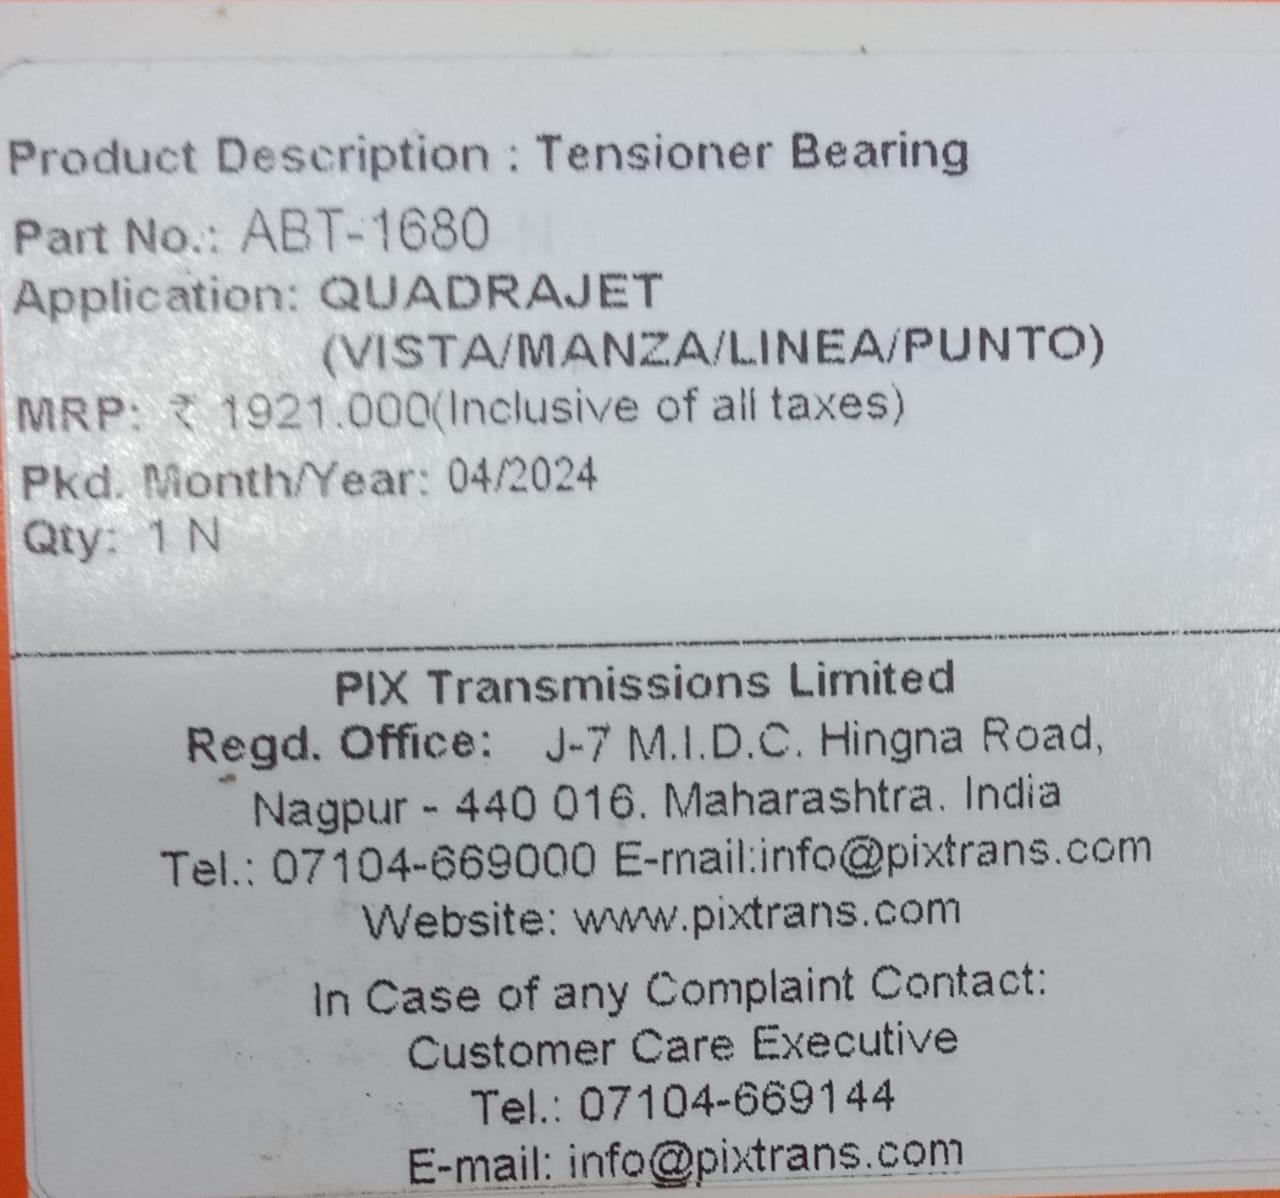 Product Description : Tensioner Bearing
Part No.: ABT-1680
Application: QUADRAJET
(VISTA/MANZA/LINEA/PUNTO)
MRP: ₹ 1921.000(Inclusive of all taxes)
Pkd. Month/Year: 04/2024
Qty: 1 N
PIX Transmissions Limited
Regd. Office: J-7 M.I.D.C. Hingna Road,
Nagpur - 440 016. Maharashtra. India
Tel.: 07104-669000 E-mail:info@pixtrans.com
Website: www.pixtrans.com
In Case of any Complaint Contact:
Customer Care Executive
Tel.: 07104-669144
E-mail: info@pixtrans.com